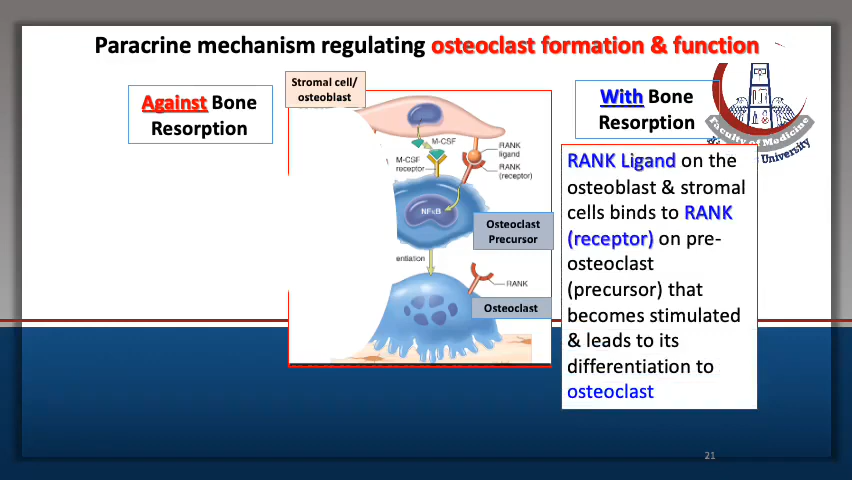 Paracrine mechanism regulating osteoclast formation & function
Against Bone
Resorption
Stromal cell/
osteoblast
M-CSF
RANK
ligand
M-CSF
receptor
RANK
(receptor)
NFκB
Osteoclast
Precursor
entiation
RANK
Osteoclast
With Bone
Resorption
Faculty of Medicine
University
RANK Ligand on the
osteoblast & stromal
cells binds to RANK
(receptor) on pre-
osteoclast
(precursor) that
becomes stimulated
& leads to its
differentiation to
osteoclast
21